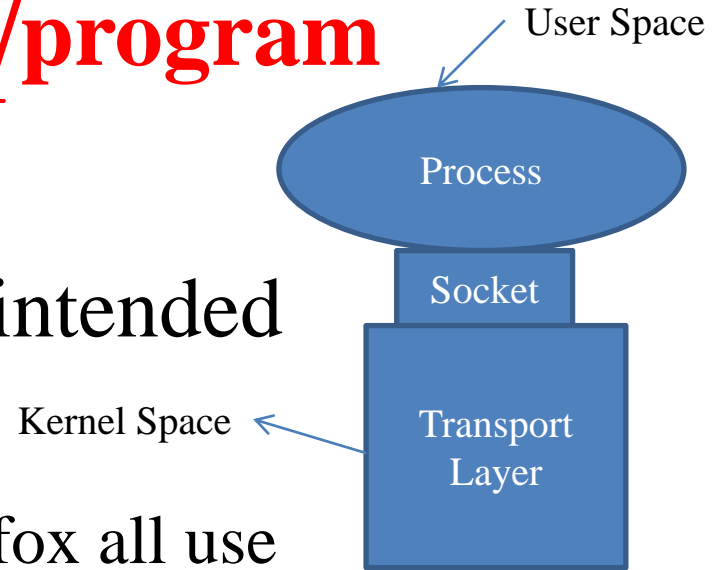 User Space
/program
Process
Socket
intended
Kernel Space
Transport
Layer
fox all use